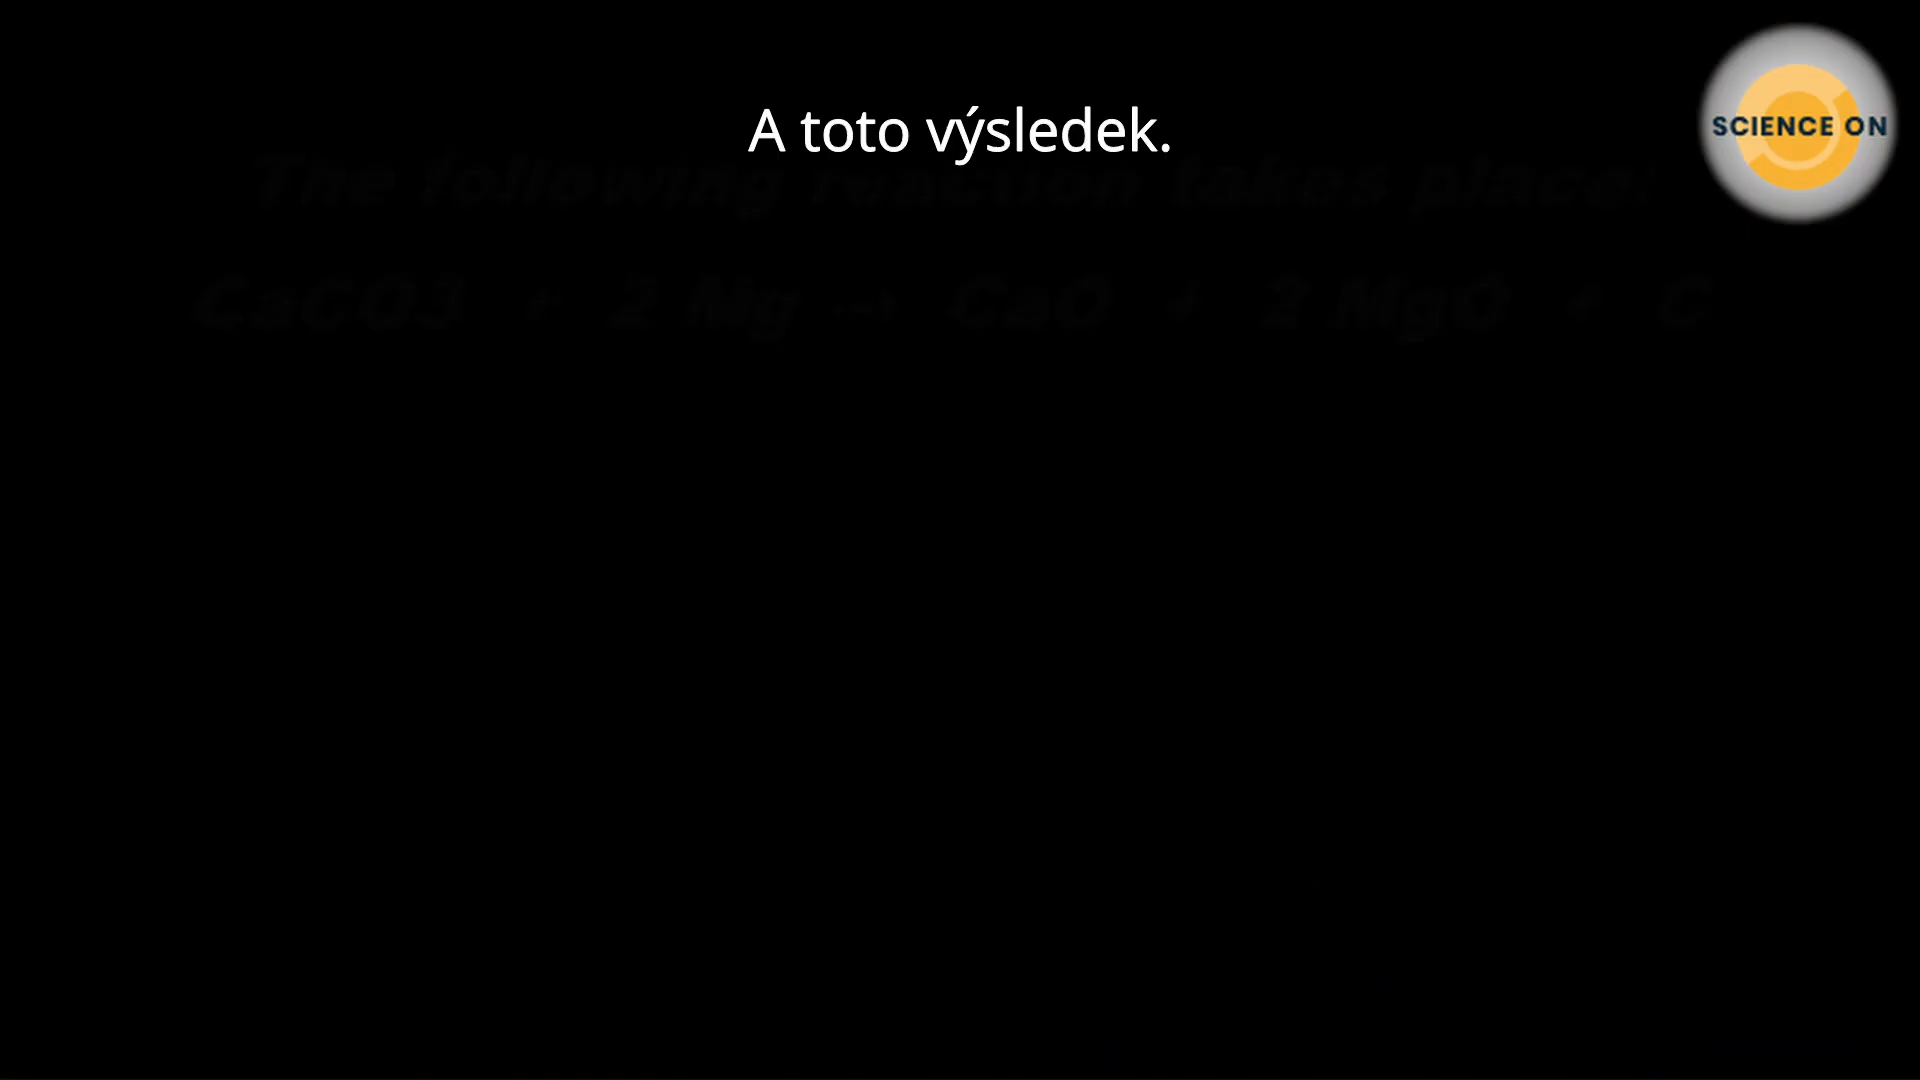 A toto výsledek.
SCIENCE ON
The following reaction takes place:
CaCO3 + 2 Mg → CaO + 2 MgO + C